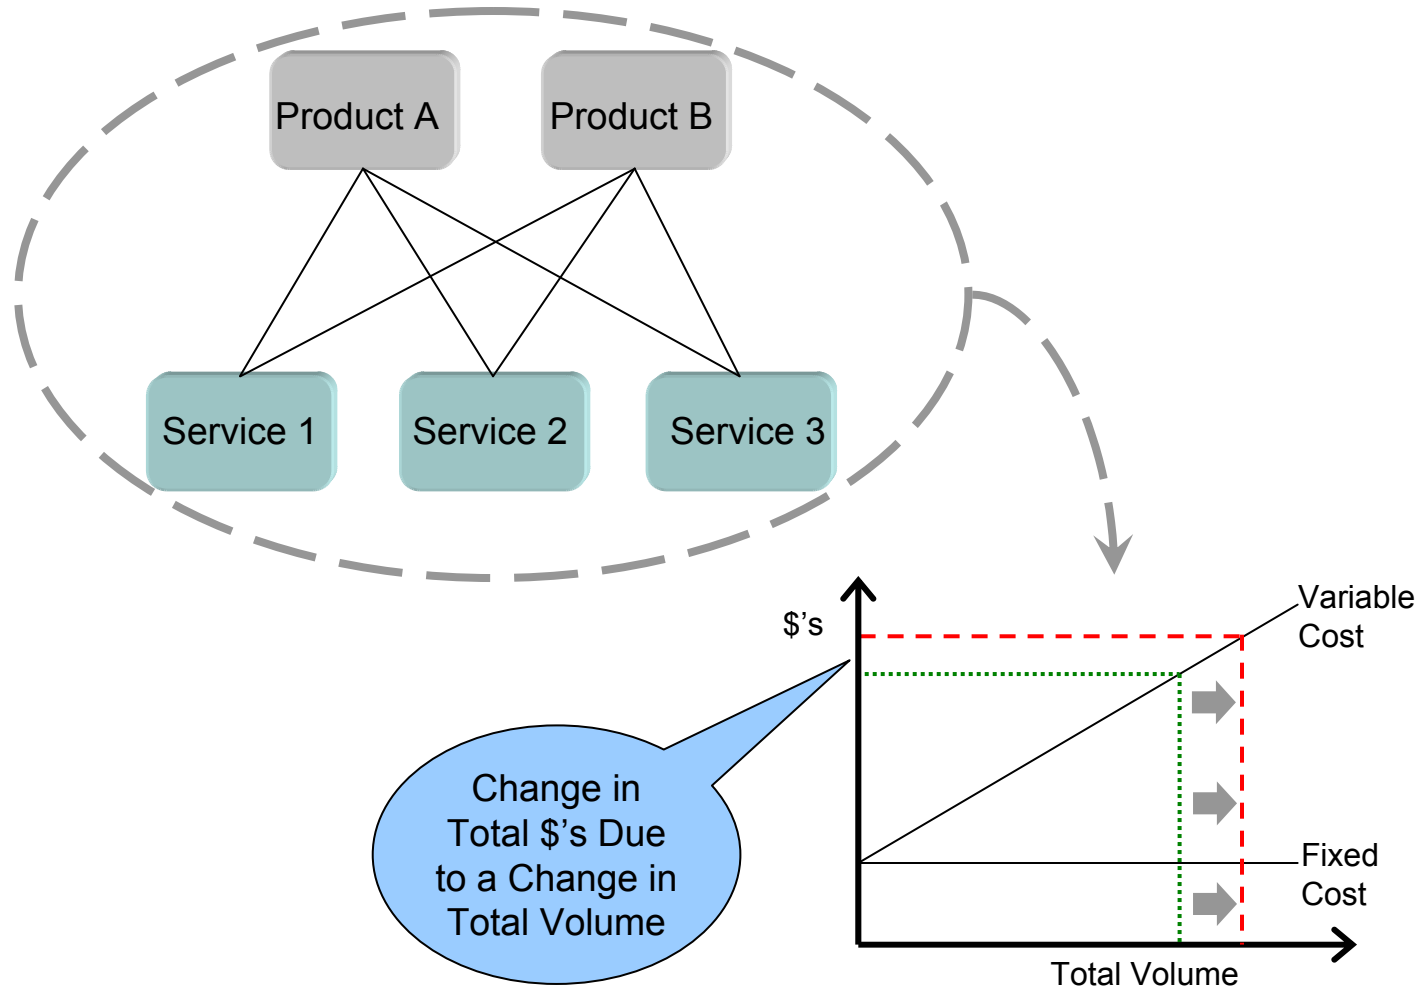 Product A
Product B
Service 1
Service 2
Service 3
$’s
Variable
Cost
Change in
Total $’s Due
to a Change in
Total Volume
Fixed
Cost
Total Volume